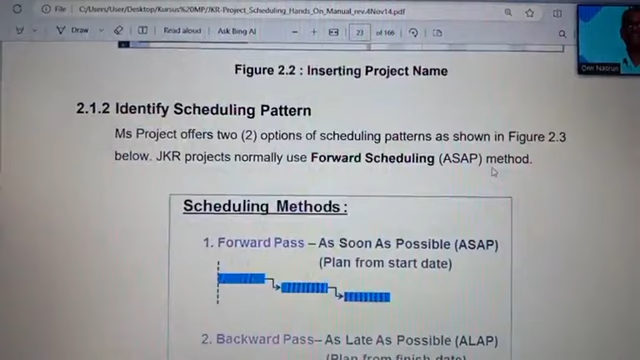 File | C:/Users/User/Desktop/Kursus%20MP/JKR-Project_Scheduling_Hands_On_Manual_rev.4Nov14.pdf
Draw
Read aloud
Ask Bing AI
23 of 166
Figure 2.2 : Inserting Project Name
2.1.2 Identify Scheduling Pattern
Ms Project offers two (2) options of scheduling patterns as shown in Figure 2.3
below. JKR projects normally use Forward Scheduling (ASAP) method.
Scheduling Methods:
1. Forward Pass – As Soon As Possible (ASAP)
(Plan from start date)
2. Backward Pass– As Late As Possible (ALAP)
(Plan from finish date)